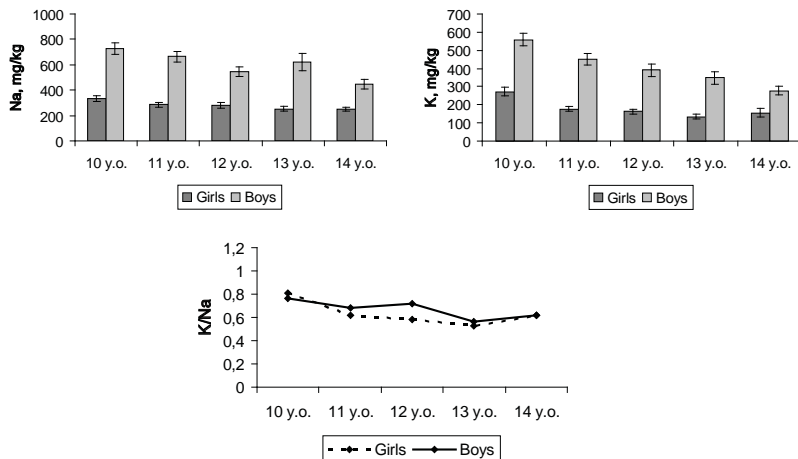 Na, mg/kg
1000
800
600
400
200
0
10 y.o. 11 y.o. 12 y.o. 13 y.o. 14 y.o.
Girls Boys
K, mg/kg
700
600
500
400
300
200
100
0
10 y.o. 11 y.o. 12 y.o. 13 y.o. 14 y.o.
Girls Boys
K/Na
1,2
1
0,8
0,6
0,4
0,2
0
10 y.o. 11 y.o. 12 y.o. 13 y.o. 14 y.o.
Girls Boys